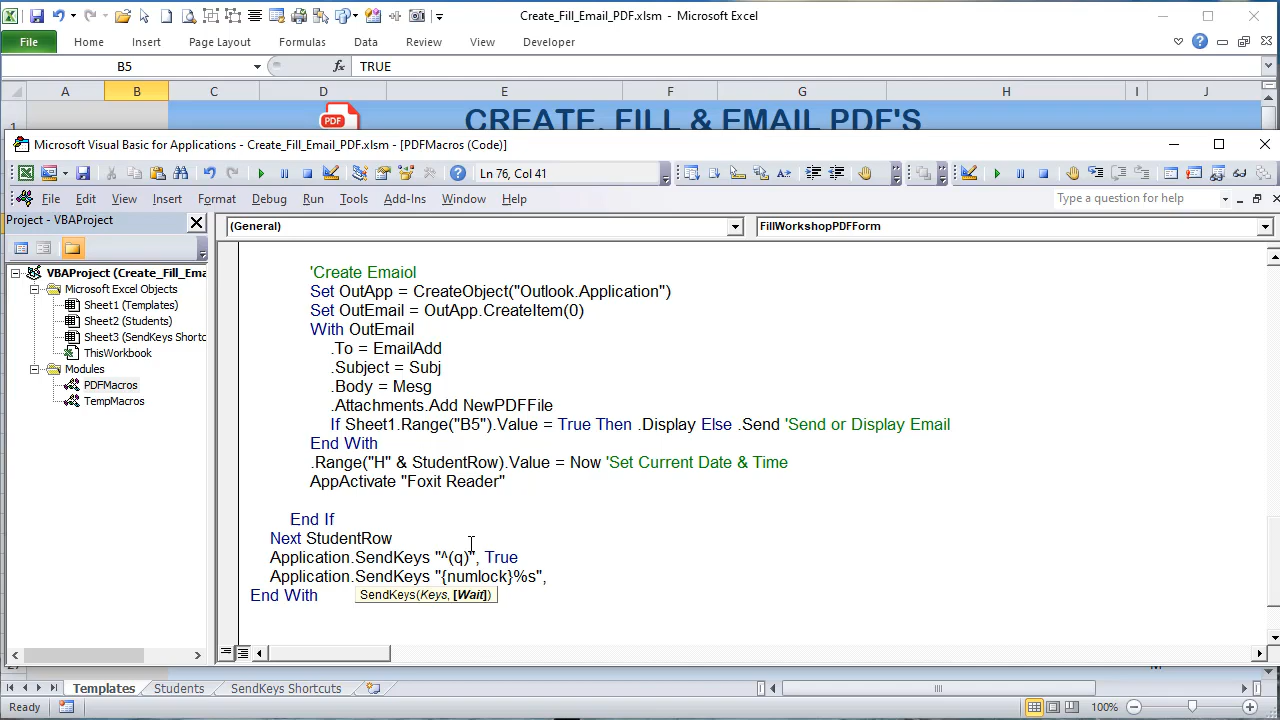 Create_Fill_Email_PDF.xlsm - Microsoft Excel
File Home Insert Page Layout Formulas Data Review View Developer
B5 fx TRUE
A B C D E F G H I J
1 PDF CREATE, FILL & EMAIL PDF'S
Microsoft Visual Basic for Applications - Create_Fill_Email_PDF.xlsm - [PDFMacros (Code)]
Ln 76, Col 41
File Edit View Insert Format Debug Run Tools Add-Ins Window Help
Type a question for help
Project - VBAProject
(General) FillWorkshopPDFForm
VBAProject (Create_Fill_Ema
Microsoft Excel Objects
Sheet1 (Templates)
Sheet2 (Students)
Sheet3 (SendKeys Shortc
ThisWorkbook
Modules
PDFMacros
TempMacros
'Create Emaiol
Set OutApp = CreateObject("Outlook.Application")
Set OutEmail = OutApp.CreateItem(0)
With OutEmail
.To = EmailAdd
.Subject = Subj
.Body = Mesg
.Attachments.Add NewPDFFile
If Sheet1.Range("B5").Value = True Then .Display Else .Send 'Send or Display Email
End With
.Range("H" & StudentRow).Value = Now 'Set Current Date & Time
AppActivate "Foxit Reader"
End If
Next StudentRow
Application.SendKeys "^(q)", True
Application.SendKeys "{numlock}%s",
End With
SendKeys(Keys, [Wait])
Templates Students SendKeys Shortcuts
Ready 100%